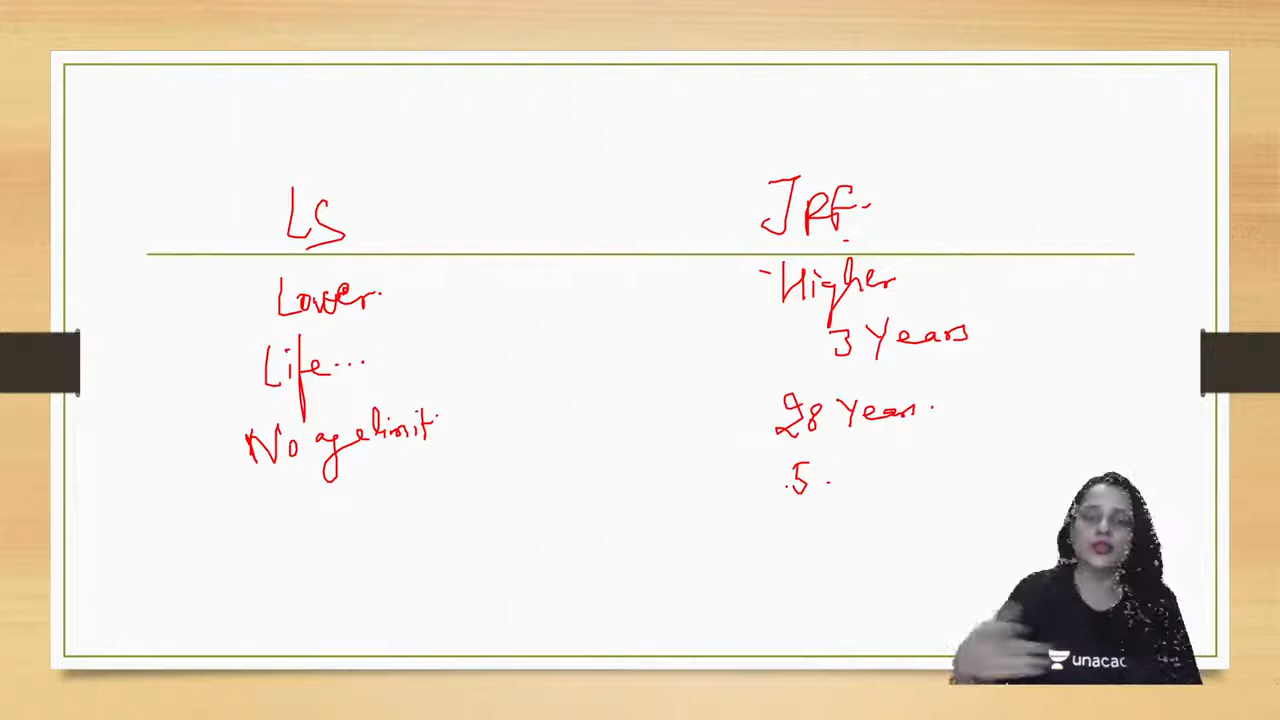 LS
JRF.
Lower.
Higher
Life...
3 Years
No age limit.
28 Years.
.5.
unacad